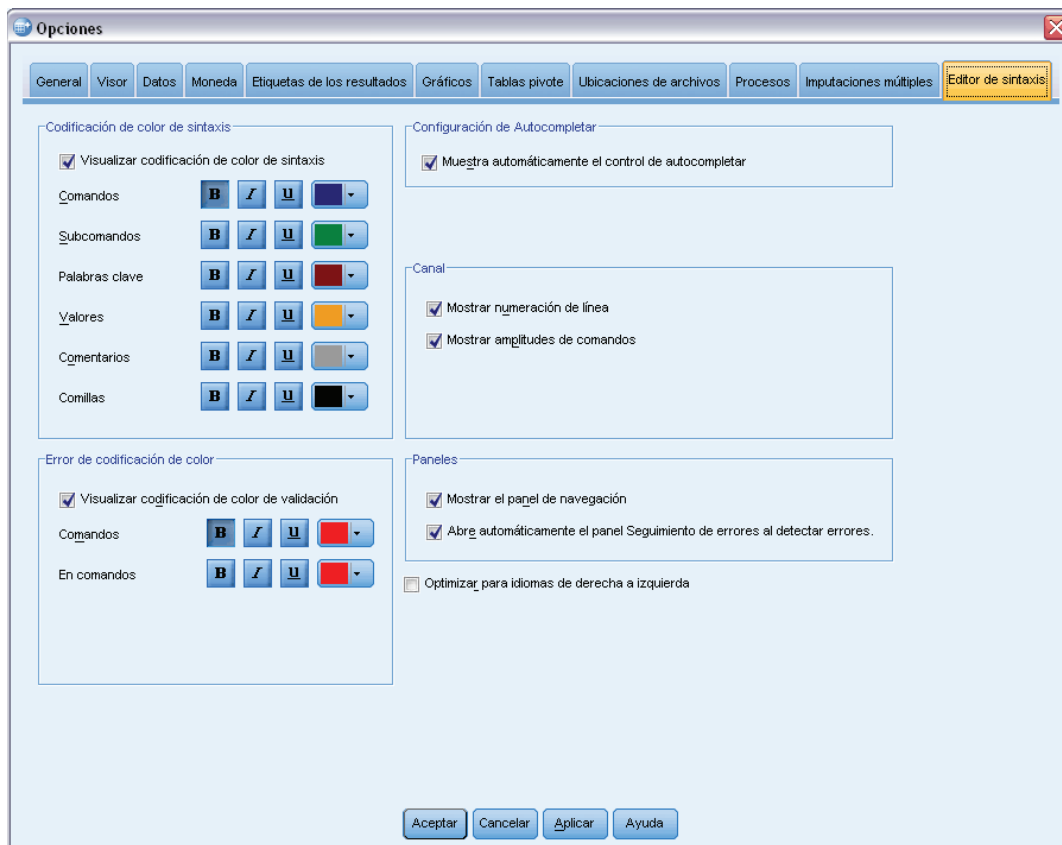 Opciones
General Visor Datos Moneda Etiquetas de los resultados Gráficos Tablas pivote Ubicaciones de archivos Procesos Imputaciones múltiples Editor de sintaxis
Codificación de color de sintaxis
Visualizar codificación de color de sintaxis
Comandos B I U
Subcomandos B I U
Palabras clave B I U
Valores B I U
Comentarios B I U
Comillas B I U
Error de codificación de color
Visualizar codificación de color de validación
Comandos B I U
En comandos B I U
Configuración de Autocompletar
Muestra automáticamente el control de autocompletar
Canal
Mostrar numeración de línea
Mostrar amplitudes de comandos
Paneles
Mostrar el panel de navegación
Abre automáticamente el panel Seguimiento de errores al detectar errores.
Optimizar para idiomas de derecha a izquierda
Aceptar Cancelar Aplicar Ayuda